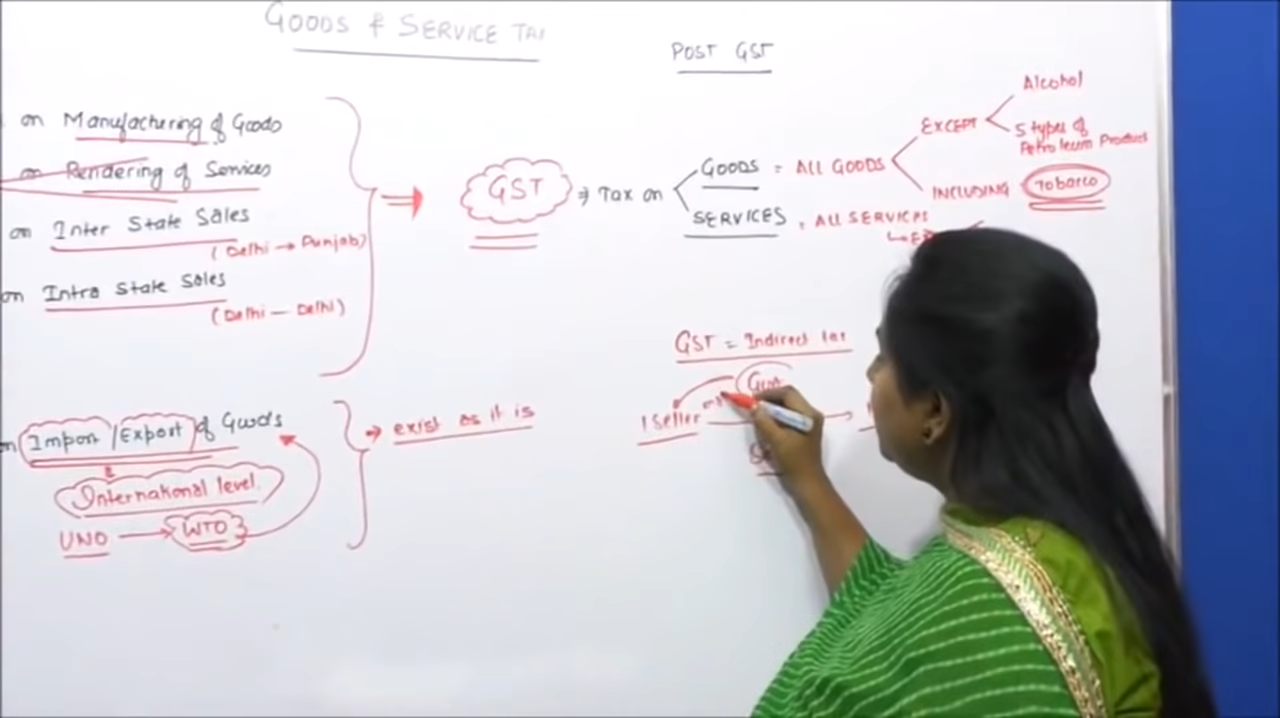 GOODS & SERVICE TAX
POST GST
on Manufacturing of Goods
on Rendering of Services
on Inter State Sales
(Delhi → Punjab)
on Intra State Sales
(Delhi — Delhi)
GST ⇒ Tax on
GOODS = ALL GOODS
SERVICES = ALL SERVICES
EXCEPT
Alcohol
5 types of
Petroleum Product
INCLUDING Tobacco
on Import/Export of Goods
International level
UNO → WTO
exist as it is
GST = Indirect tax
Govt
Seller